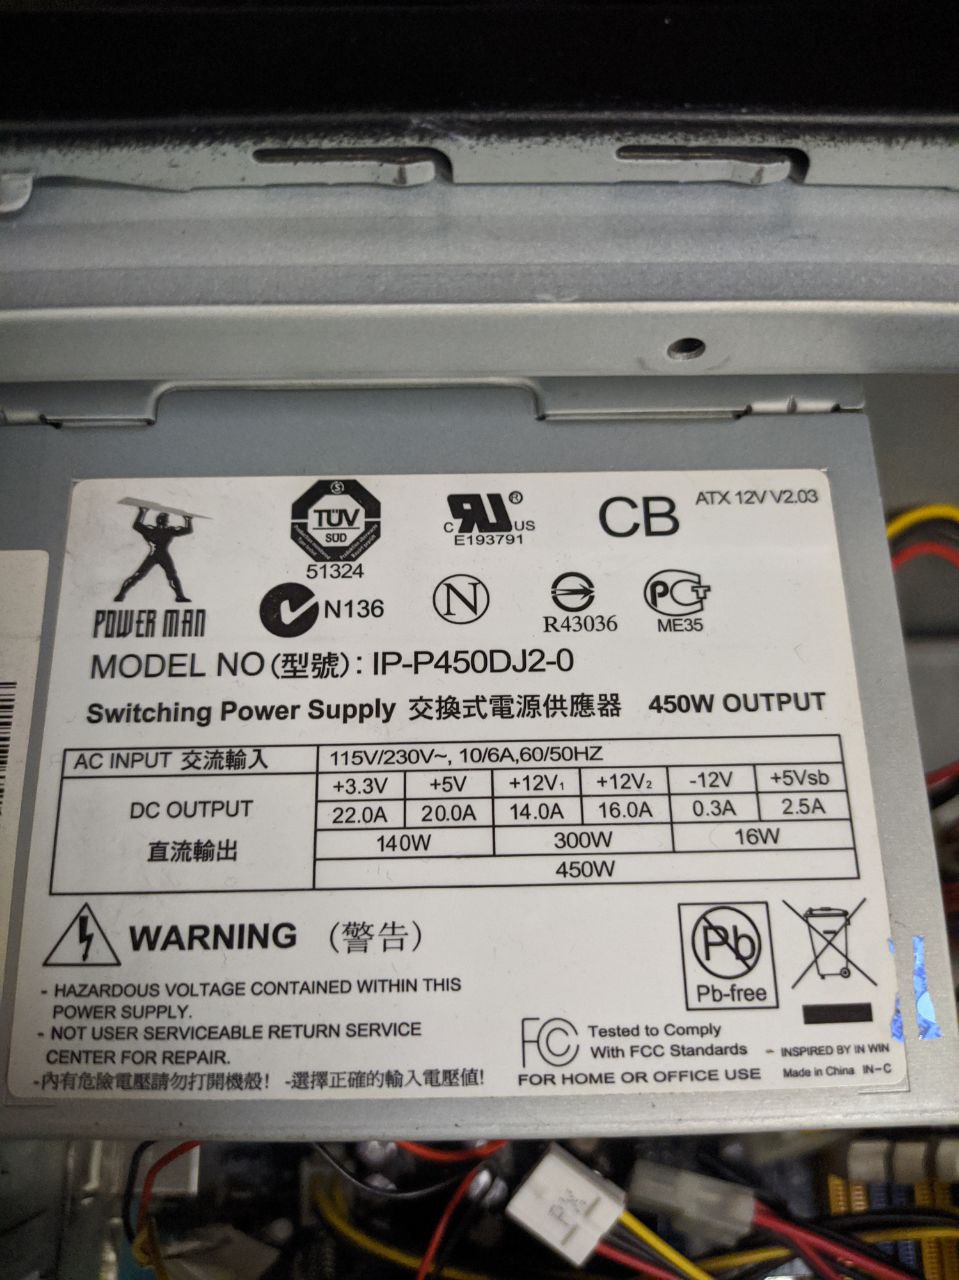 ATX 12V V2.03
CB
TÜV
SÜD
51324
c RU US ®
E193791
POWER MAN
N136
N
R43036
PCT
ME35
MODEL NO(型號): IP-P450DJ2-0
Switching Power Supply 交換式電源供應器 450W OUTPUT
AC INPUT 交流輸入 115V/230V~, 10/6A,60/50HZ
DC OUTPUT 直流輸出
+3.3V +5V +12V₁ +12V₂ -12V +5Vsb
22.0A 20.0A 14.0A 16.0A 0.3A 2.5A
140W 300W 16W
450W
WARNING (警告)
- HAZARDOUS VOLTAGE CONTAINED WITHIN THIS
POWER SUPPLY.
- NOT USER SERVICEABLE RETURN SERVICE
CENTER FOR REPAIR.
-內有危險電壓請勿打開機殼! -選擇正確的輸入電壓值!
Pb
Pb-free
FC Tested to Comply
With FCC Standards
FOR HOME OR OFFICE USE
- INSPIRED BY IN WIN
Made in China IN-C